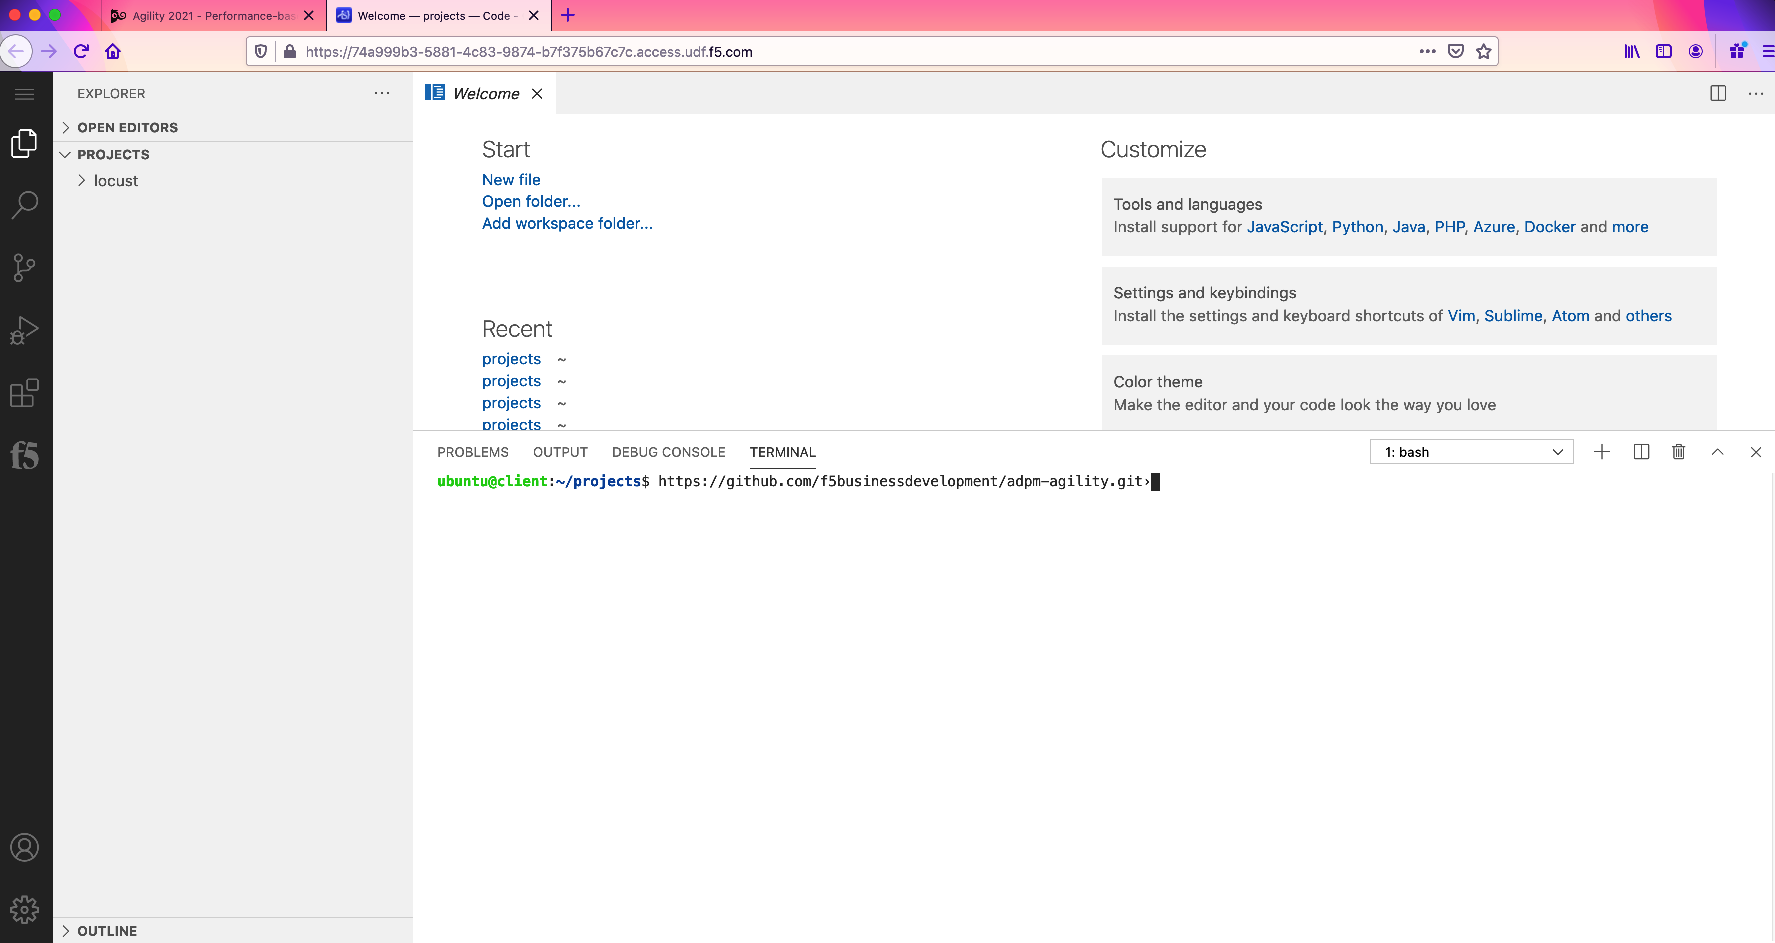 Agility 2021 - Performance-bas
Welcome — projects — Code -
https://74a999b3-5881-4c83-9874-b7f375b67c7c.access.udf.f5.com
EXPLORER
OPEN EDITORS
PROJECTS
locust
OUTLINE
f5
Welcome
Start
New file
Open folder...
Add workspace folder...
Recent
projects ~
projects ~
projects ~
projects ~
Customize
Tools and languages
Install support for JavaScript, Python, Java, PHP, Azure, Docker and more
Settings and keybindings
Install the settings and keyboard shortcuts of Vim, Sublime, Atom and others
Color theme
Make the editor and your code look the way you love
PROBLEMS OUTPUT DEBUG CONSOLE TERMINAL 1: bash
ubuntu@client:~/projects$ https://github.com/f5businessdevelopment/adpm-agility.git›